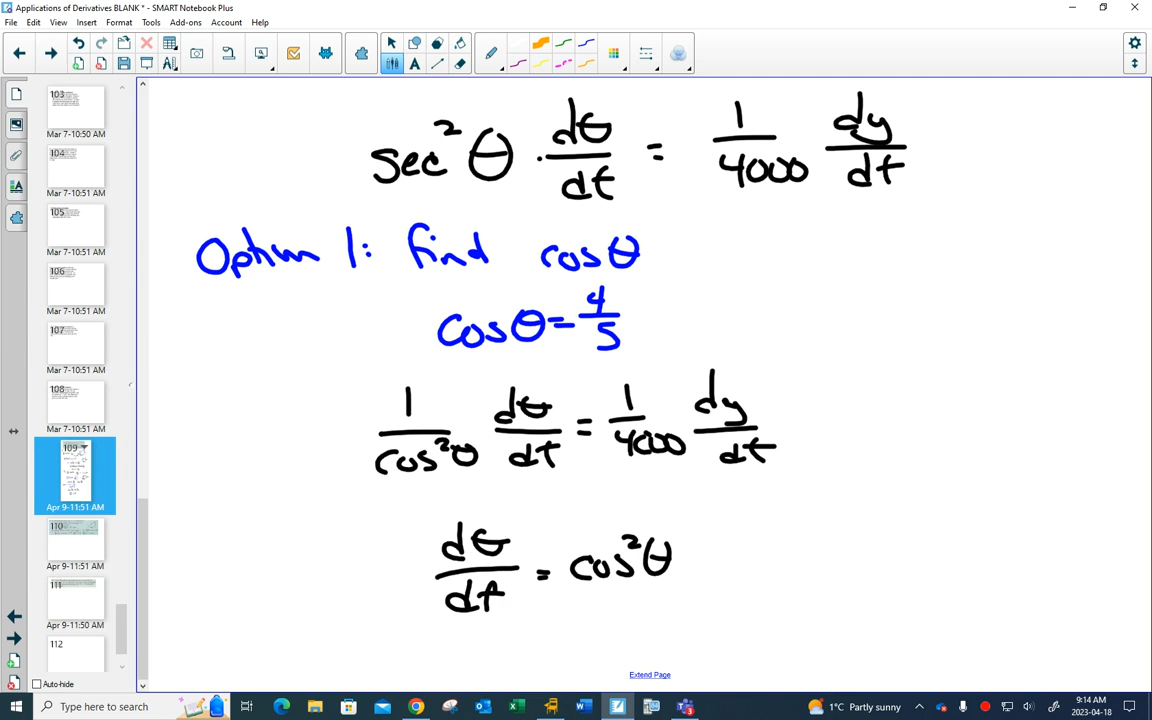 Applications of Derivatives BLANK * - SMART Notebook Plus
File Edit View Insert Format Tools Add-ons Account Help
103
Mar 7-10:50 AM
104
Mar 7-10:51 AM
105
Mar 7-10:51 AM
106
Mar 7-10:51 AM
107
Mar 7-10:51 AM
108
Mar 7-10:51 AM
109
Apr 9-11:51 AM
110
Apr 9-11:51 AM
111
Apr 9-11:50 AM
112
Auto-hide
sec² θ · dθ/dt = 1/4000 dy/dt
Option 1: find cosθ
cosθ = 4/5
1/cos²θ dθ/dt = 1/4000 dy/dt
dθ/dt = cos²θ
Extend Page
Type here to search
1°C Partly sunny
9:14 AM
2023-04-18